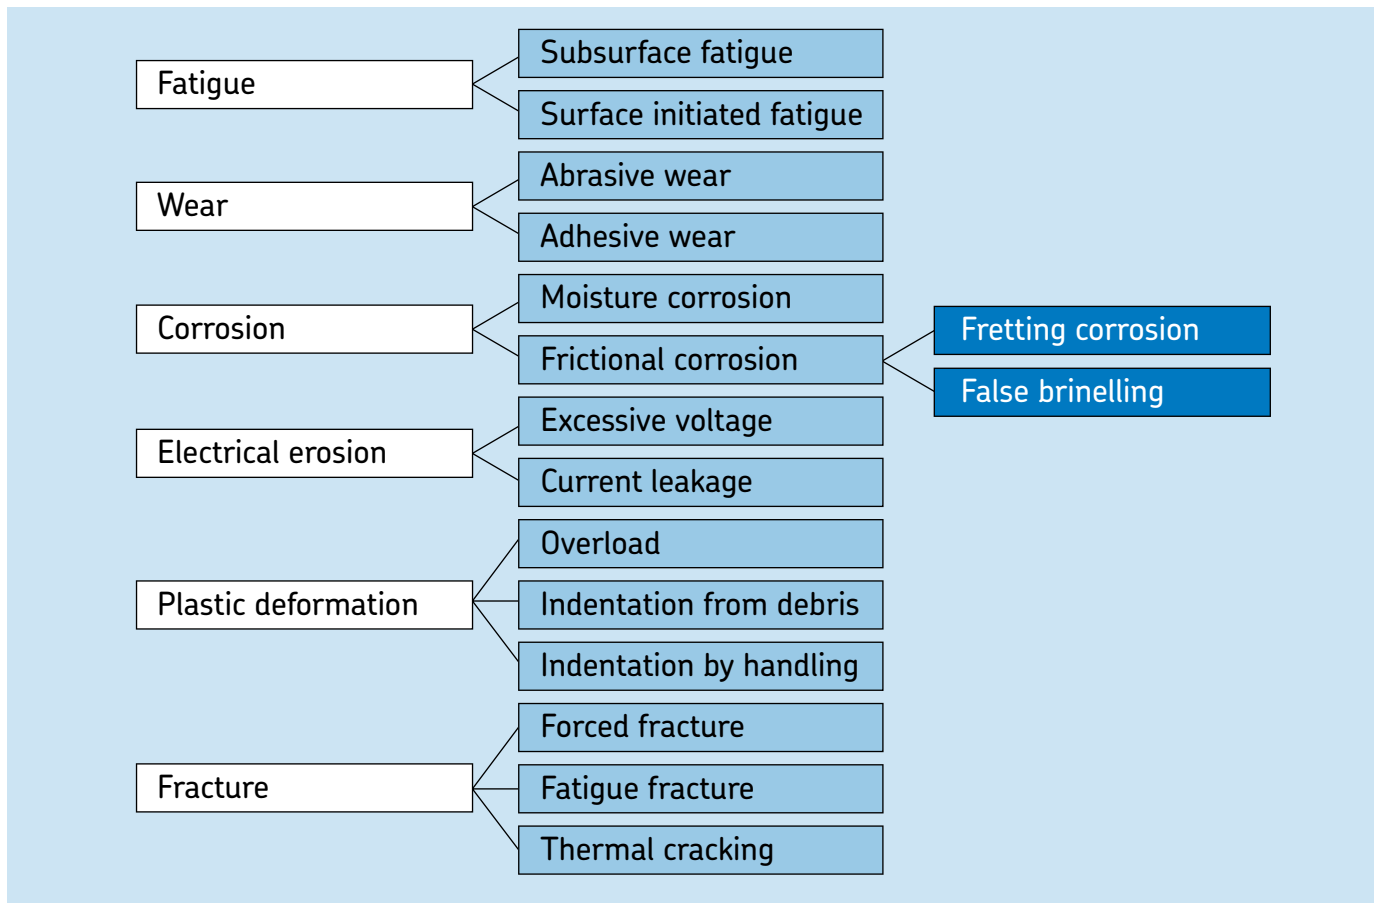 Fatigue
Subsurface fatigue
Surface initiated fatigue
Wear
Abrasive wear
Adhesive wear
Corrosion
Moisture corrosion
Frictional corrosion
Fretting corrosion
False brinelling
Electrical erosion
Excessive voltage
Current leakage
Plastic deformation
Overload
Indentation from debris
Indentation by handling
Fracture
Forced fracture
Fatigue fracture
Thermal cracking